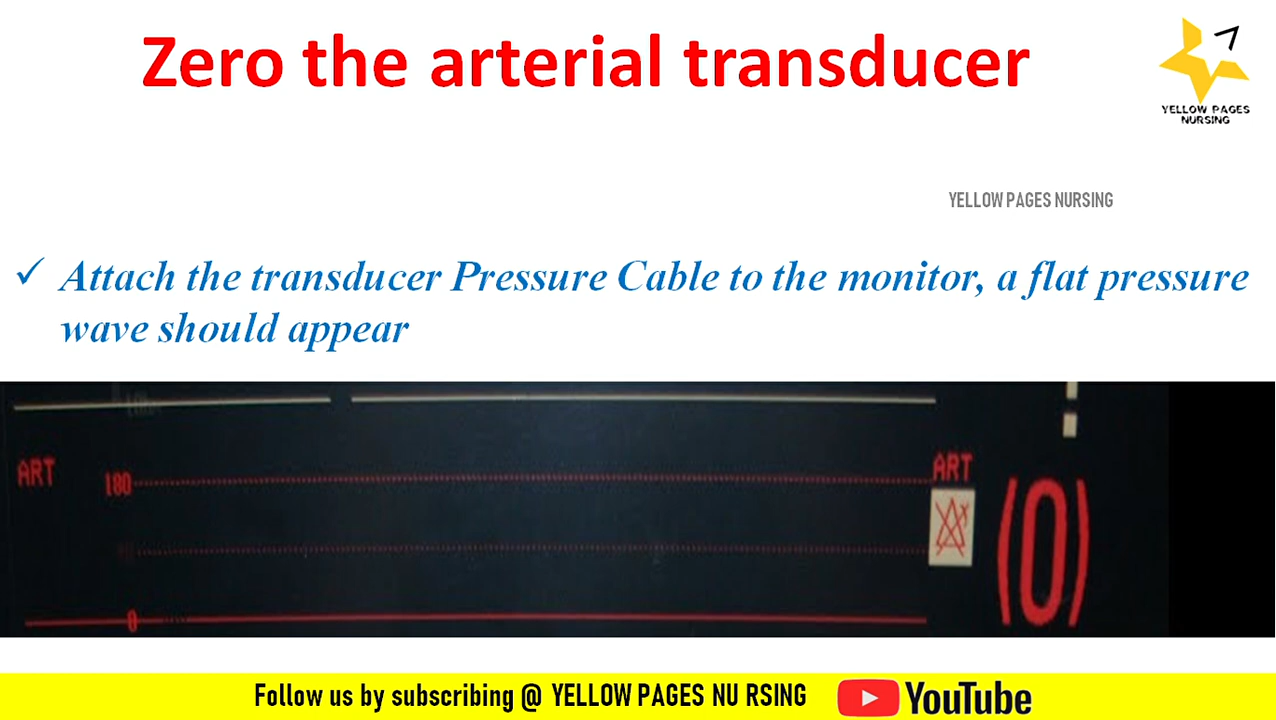 Zero the arterial transducer
YELLOW PAGES
NURSING
YELLOW PAGES NURSING
✓ Attach the transducer Pressure Cable to the monitor, a flat pressure
wave should appear
ART
180
ART
(0)
0
Follow us by subscribing @ YELLOW PAGES NU RSING
YouTube